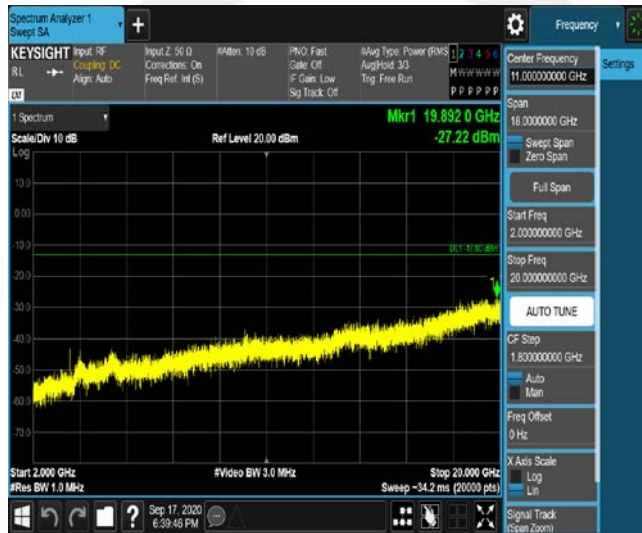 Spectrum Analyzer 1
Swept SA
Frequency
KEYSIGHT
RL
LXI
Input: RF
Coupling: DC
Align: Auto
Input Z: 50 Ω
Corrections: On
Freq Ref: Int (S)
#Atten: 10 dB
PNO: Fast
Gate: Off
IF Gain: Low
Sig Track: Off
#Avg Type: Power (RMS
Avg|Hold: 3/3
Trig: Free Run
1 2 3 4 5 6
M W W W W W
P P P P P P
Center Frequency
11.000000000 GHz
Settings
Span
18.0000000 GHz
Swept Span
Zero Span
Full Span
Start Freq
2.000000000 GHz
Stop Freq
20.000000000 GHz
AUTO TUNE
CF Step
1.800000000 GHz
Auto
Man
Freq Offset
0 Hz
X Axis Scale
Log
Lin
Signal Track
(Span Zoom)
1 Spectrum
Scale/Div 10 dB
Log
Ref Level 20.00 dBm
Mkr1 19.892 0 GHz
-27.22 dBm
10.0
0.00
-10.0
DL1 -13.00 dBm
-20.0
1
-30.0
-40.0
-50.0
-60.0
-70.0
Start 2.000 GHz
#Video BW 3.0 MHz
Stop 20.000 GHz
#Res BW 1.0 MHz
Sweep ~34.2 ms (20000 pts)
?
Sep 17, 2020
6:39:46 PM